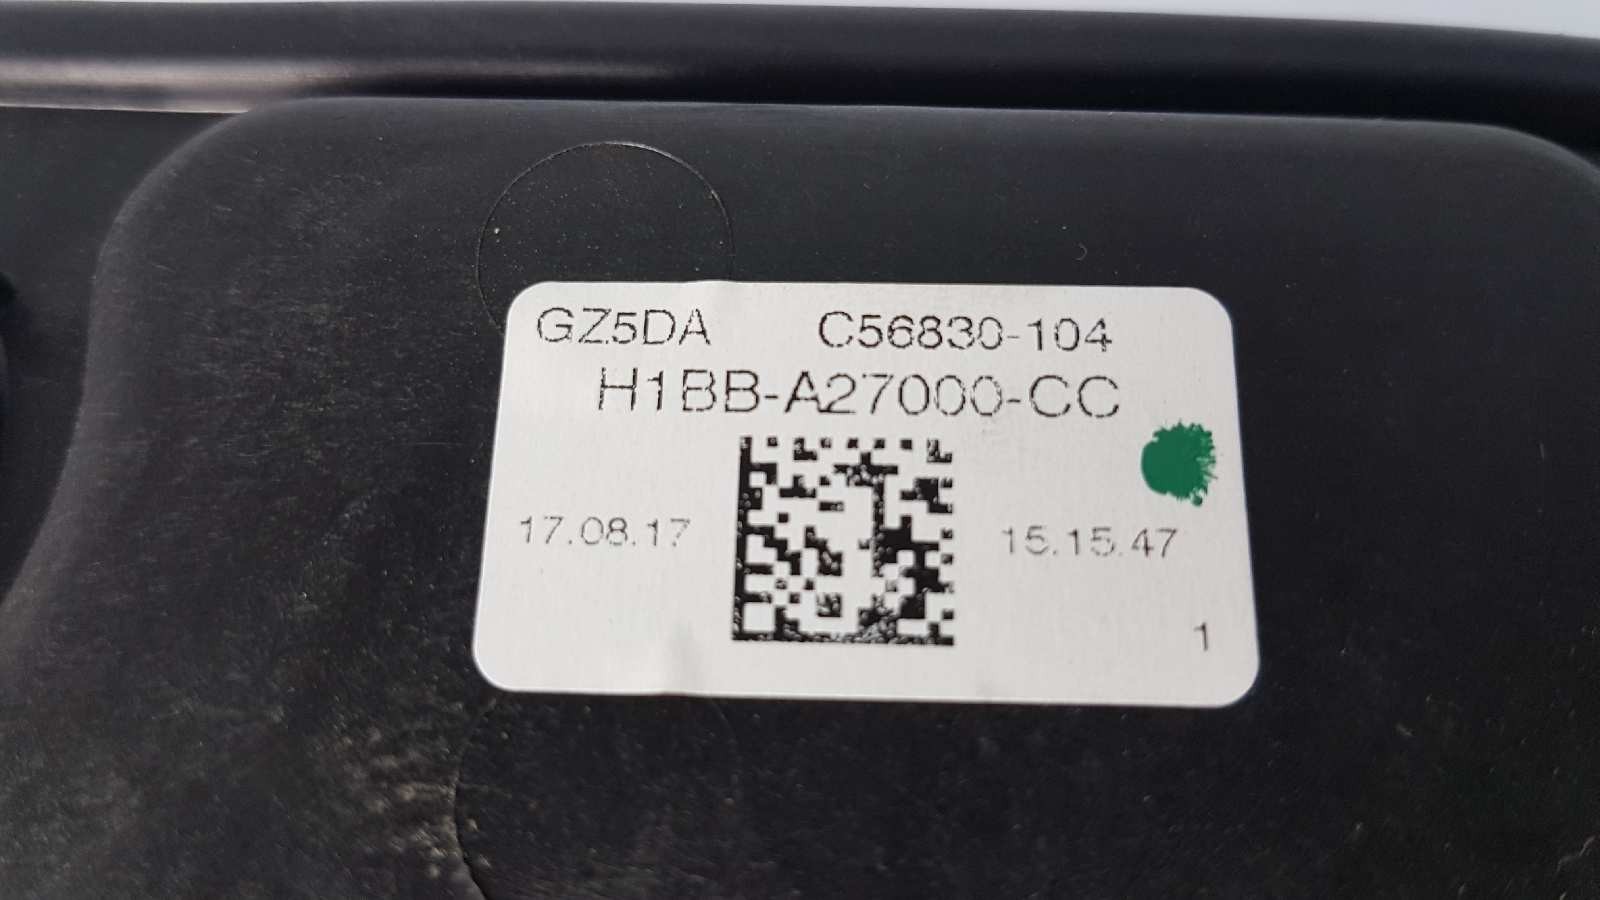 GZ5DA C56830-104
H1BB-A27000-CC
17.08.17 15.15.47
1